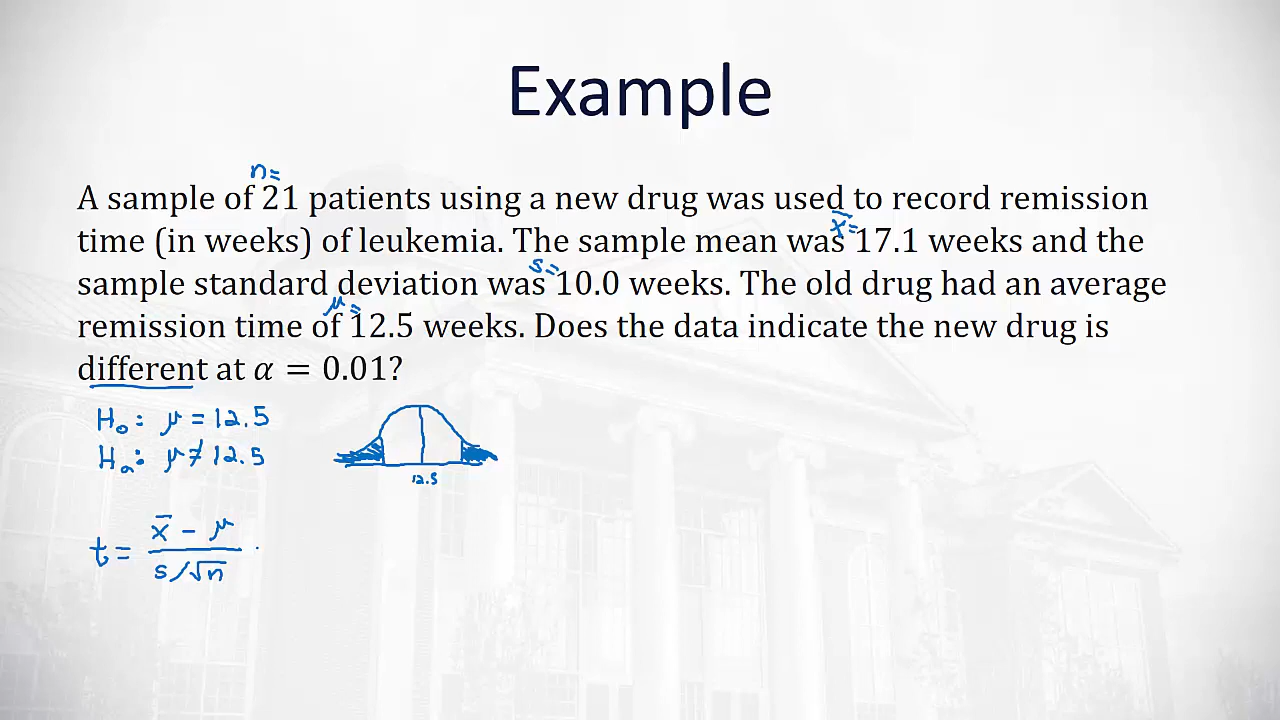 Example
n=
A sample of 21 patients using a new drug was used to record remission
x̄=
time (in weeks) of leukemia. The sample mean was 17.1 weeks and the
s=
sample standard deviation was 10.0 weeks. The old drug had an average
μ=
remission time of 12.5 weeks. Does the data indicate the new drug is
different at α = 0.01?
H₀: μ = 12.5
Hₐ: μ ≠ 12.5
12.5
t = (x̄ - μ) / (s/√n)